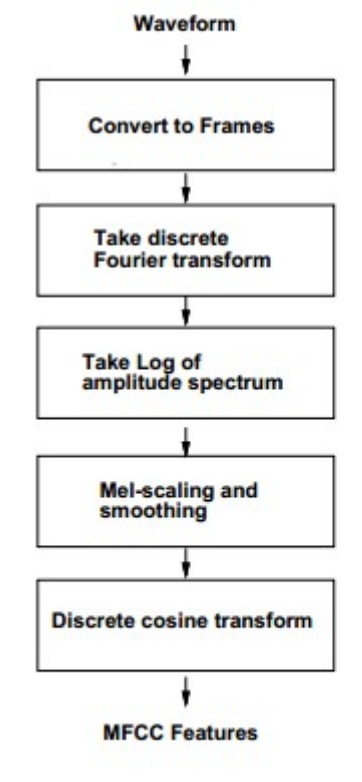 Waveform
Convert to Frames
Take discrete
Fourier transform
Take Log of
amplitude spectrum
Mel-scaling and
smoothing
Discrete cosine transform
MFCC Features